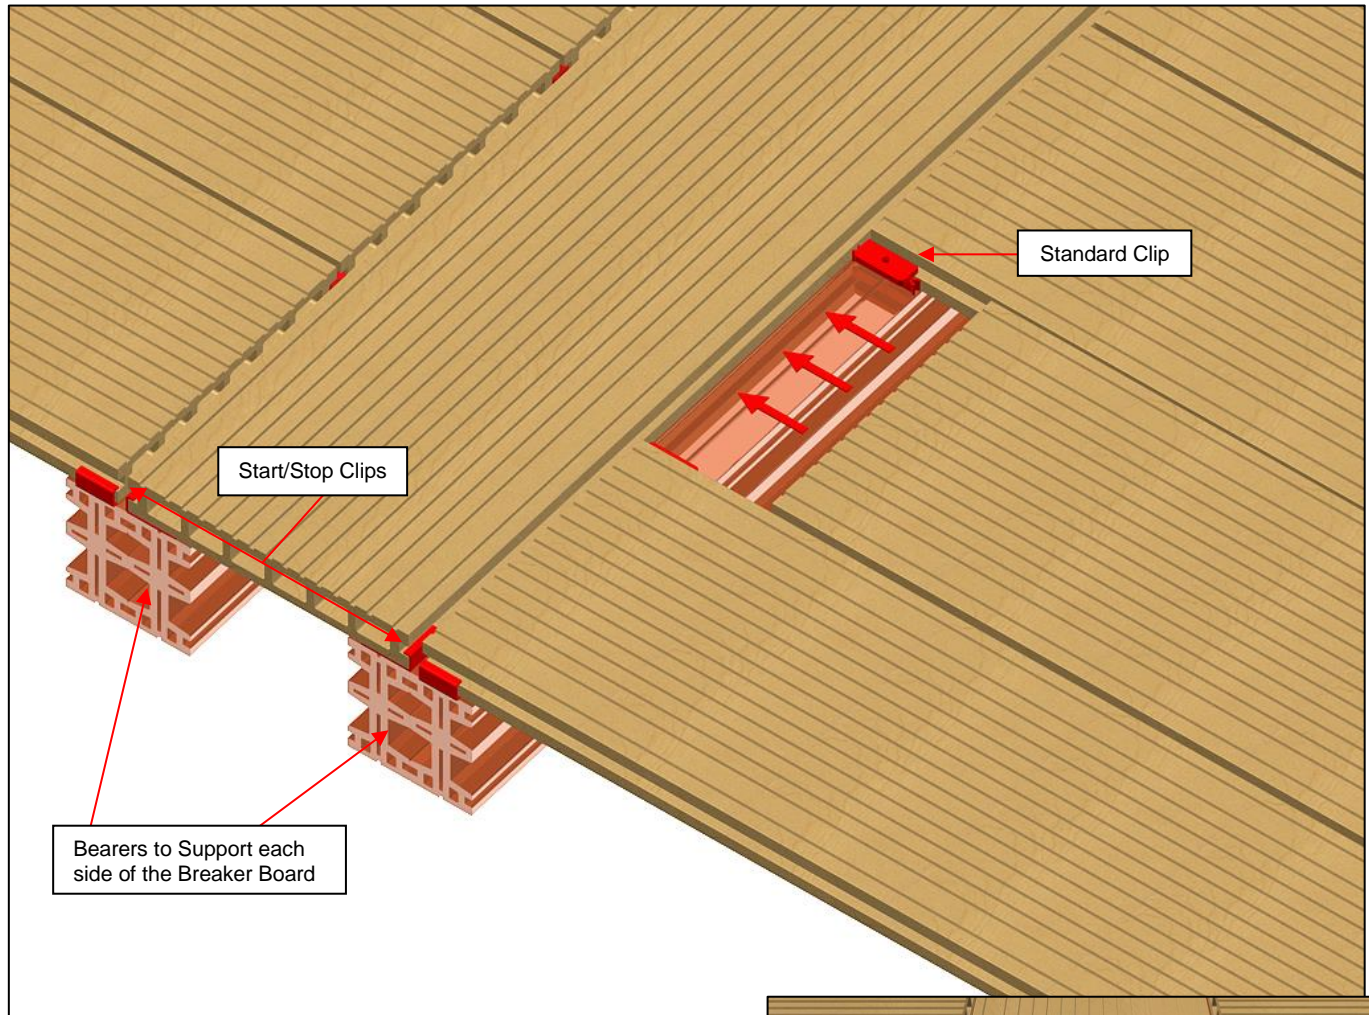 Standard Clip
Start/Stop Clips
Bearers to Support each
side of the Breaker Board